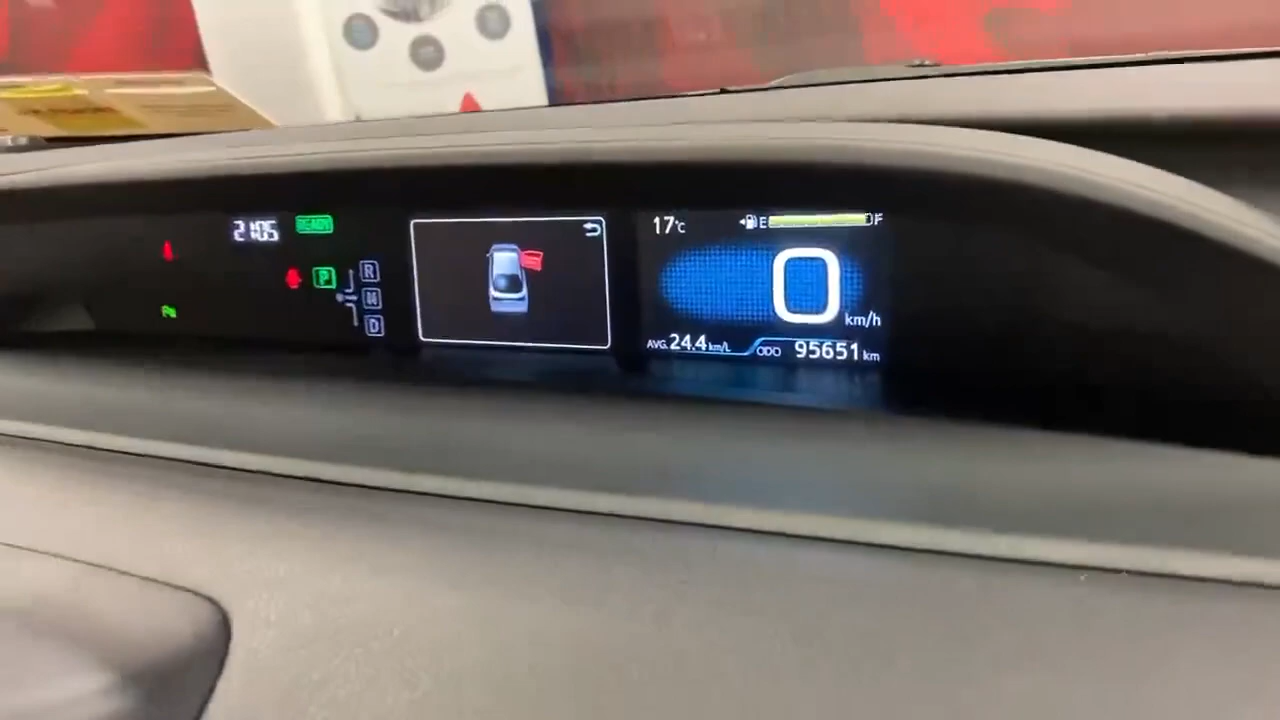 21:05 READY
P
R
M
D
17°C
E F
0 km/h
AVG. 24.4 km/L
ODO 95651 km